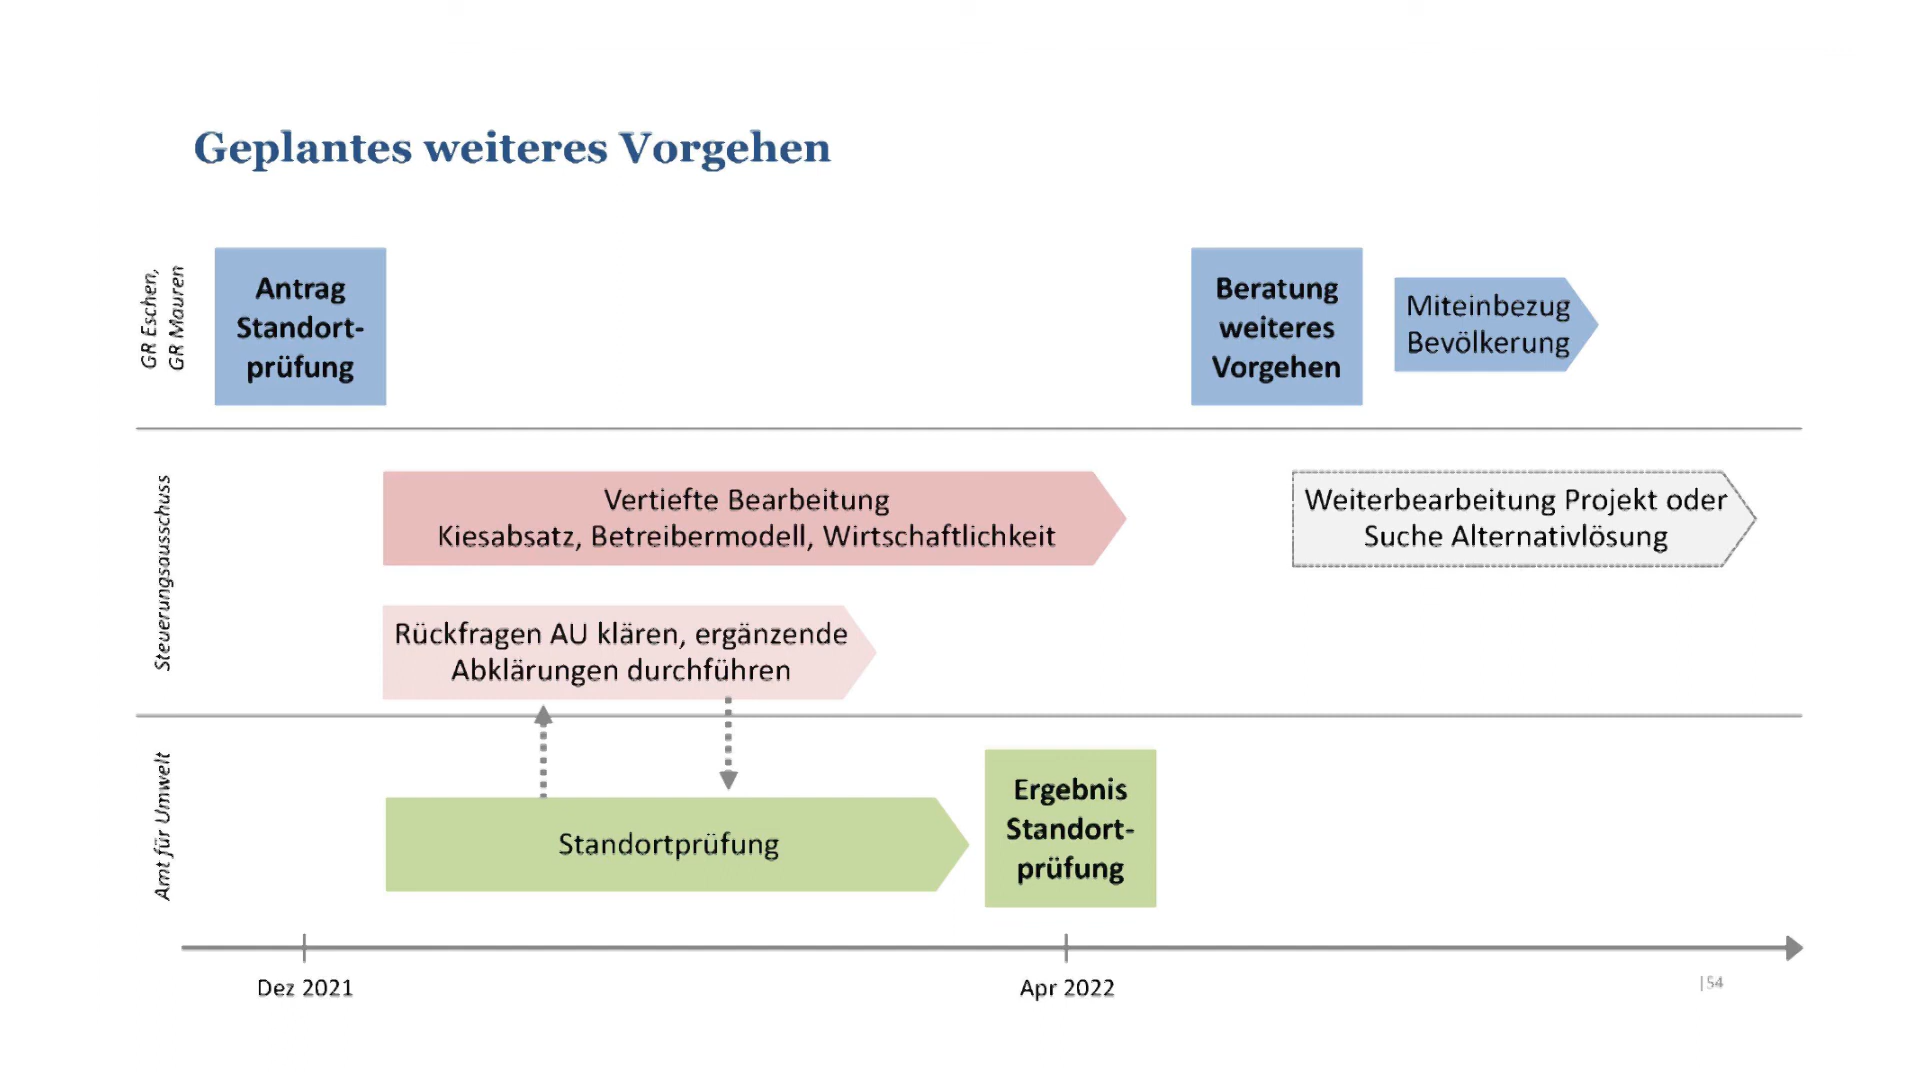 Geplantes weiteres Vorgehen
GR Eschen,
GR Mauren
Antrag
Standort-
prüfung
Beratung
weiteres
Vorgehen
Miteinbezug
Bevölkerung
Steuerungsausschuss
Vertiefte Bearbeitung
Kiesabsatz, Betreibermodell, Wirtschaftlichkeit
Weiterbearbeitung Projekt oder
Suche Alternativlösung
Rückfragen AU klären, ergänzende
Abklärungen durchführen
Amt für Umwelt
Standortprüfung
Ergebnis
Standort-
prüfung
Dez 2021
Apr 2022
|54